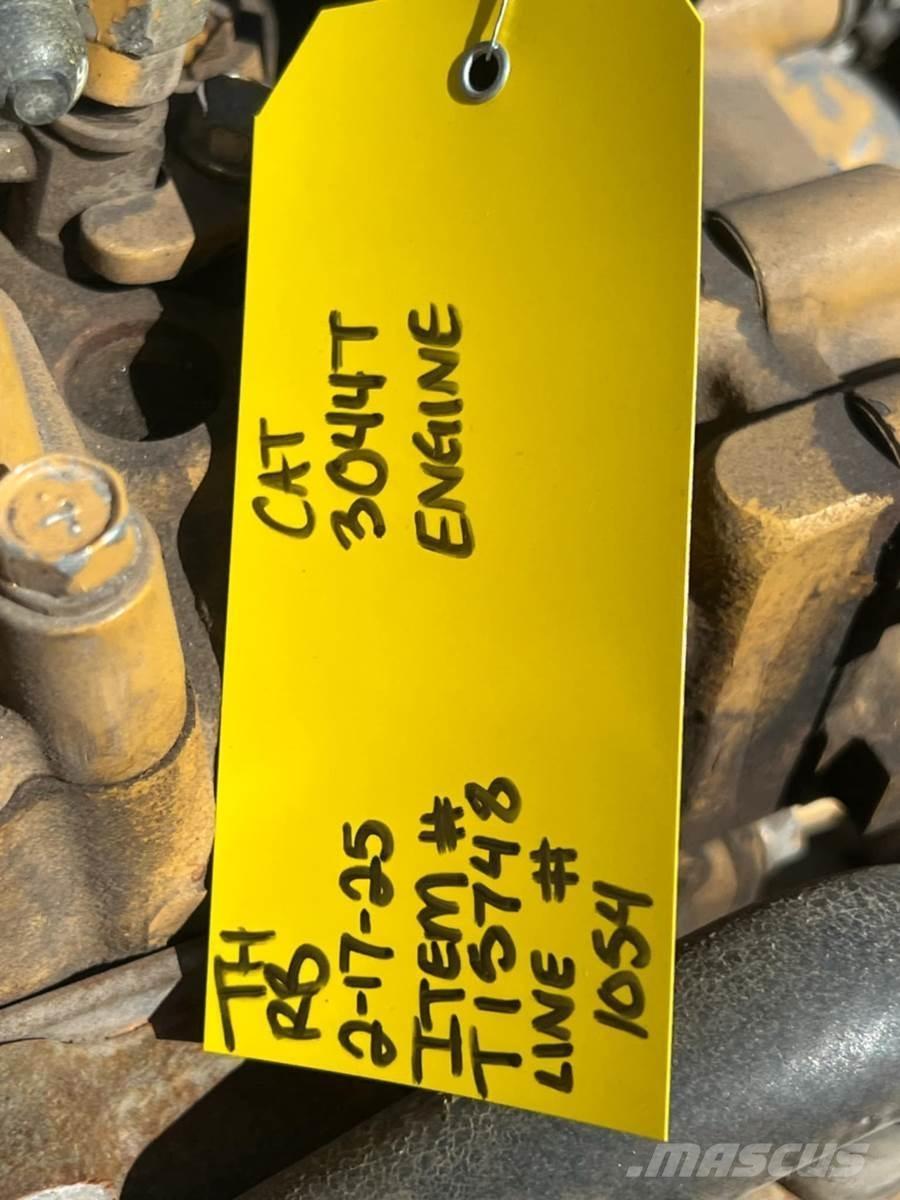 CAT
3044T
ENGINE
TH
RB
2-17-25
ITEM #
T15748
LINE #
1054
MASCUS